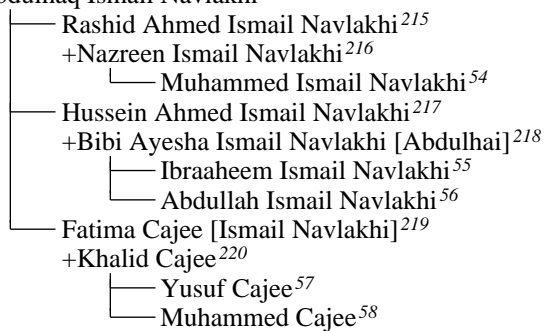 Ismail Navlakhi
Rashid Ahmed Ismail Navlakhi 215
+Nazreen Ismail Navlakhi 216
Muhammed Ismail Navlakhi 54
Hussein Ahmed Ismail Navlakhi 217
+Bibi Ayesha Ismail Navlakhi [Abdulhai] 218
Ibraaheem Ismail Navlakhi 55
Abdullah Ismail Navlakhi 56
Fatima Cajee [Ismail Navlakhi] 219
+Khalid Cajee 220
Yusuf Cajee 57
Muhammed Cajee 58